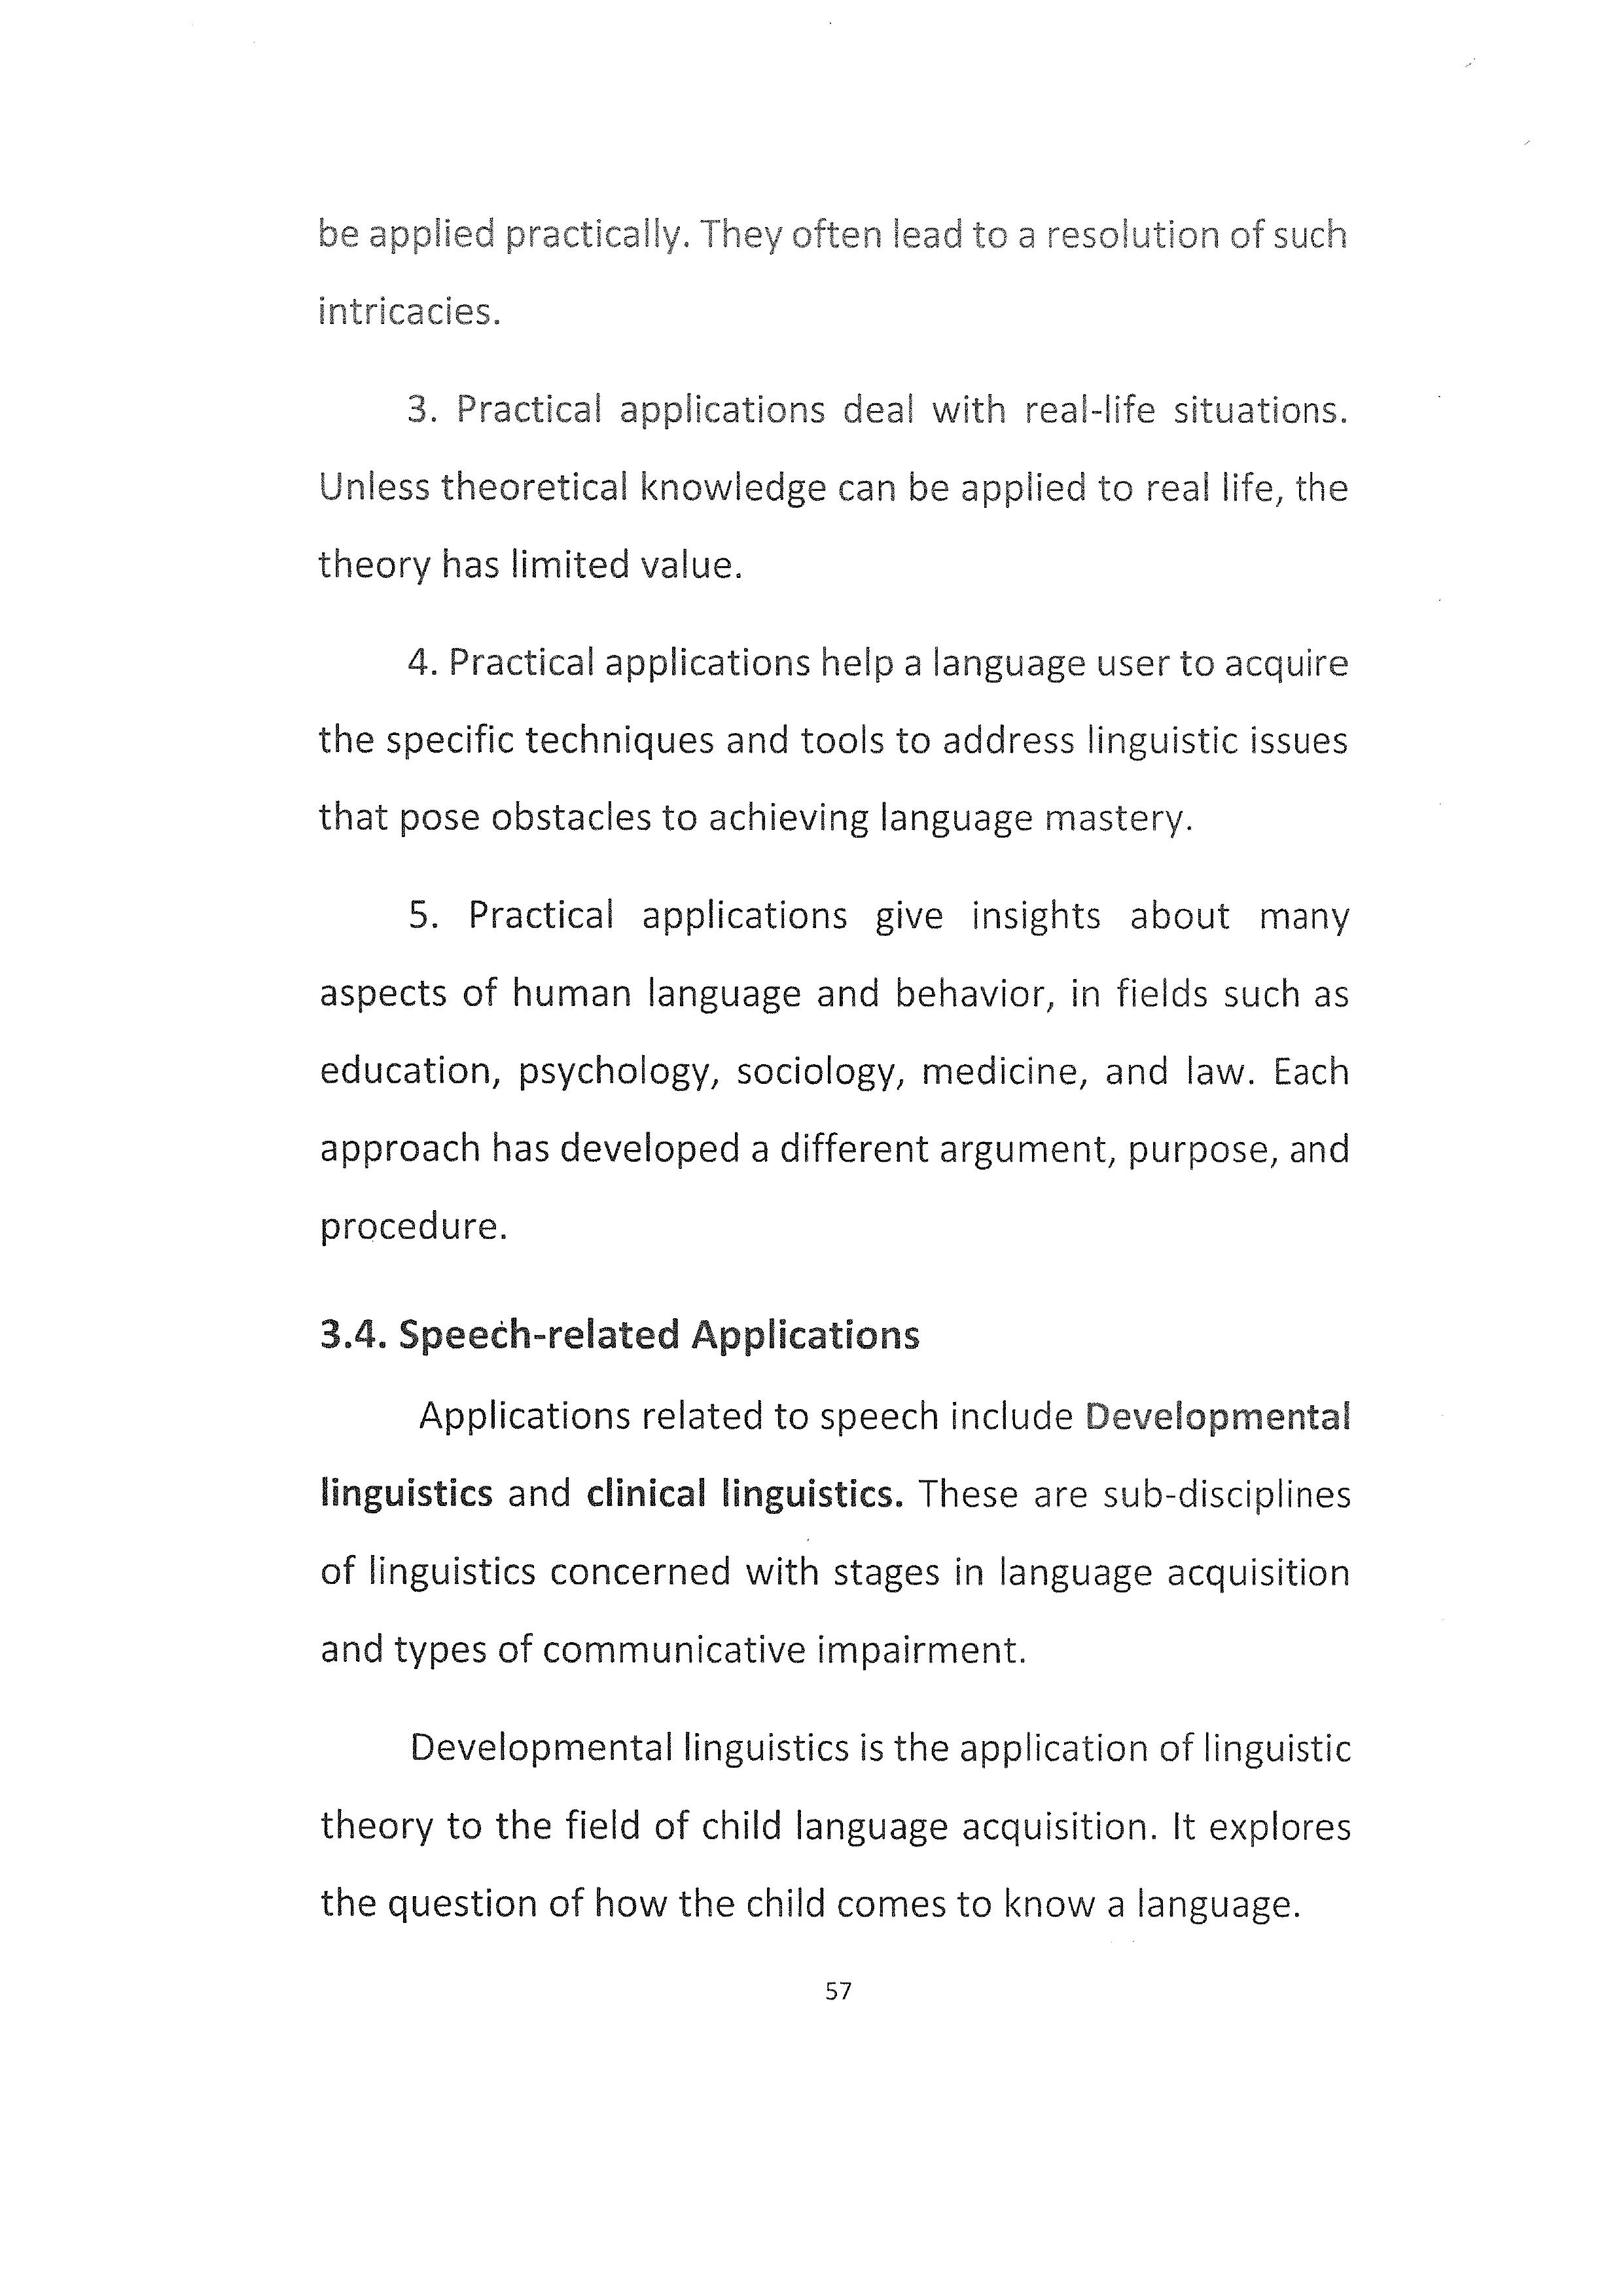 be applied practically. They often lead to a resolution of such
intricacies.
3. Practical applications deal with real-life situations.
Unless theoretical knowledge can be applied to real life, the
theory has limited value.
4. Practical applications help a language user to acquire
the specific techniques and tools to address linguistic issues
that pose obstacles to achieving language mastery.
5. Practical applications give insights about many
aspects of human language and behavior, in fields such as
education, psychology, sociology, medicine, and law. Each
approach has developed a different argument, purpose, and
procedure.
3.4. Speech-related Applications
Applications related to speech include Developmental
linguistics and clinical linguistics. These are sub-disciplines
of linguistics concerned with stages in language acquisition
and types of communicative impairment.
Developmental linguistics is the application of linguistic
theory to the field of child language acquisition. It explores
the question of how the child comes to know a language.
57